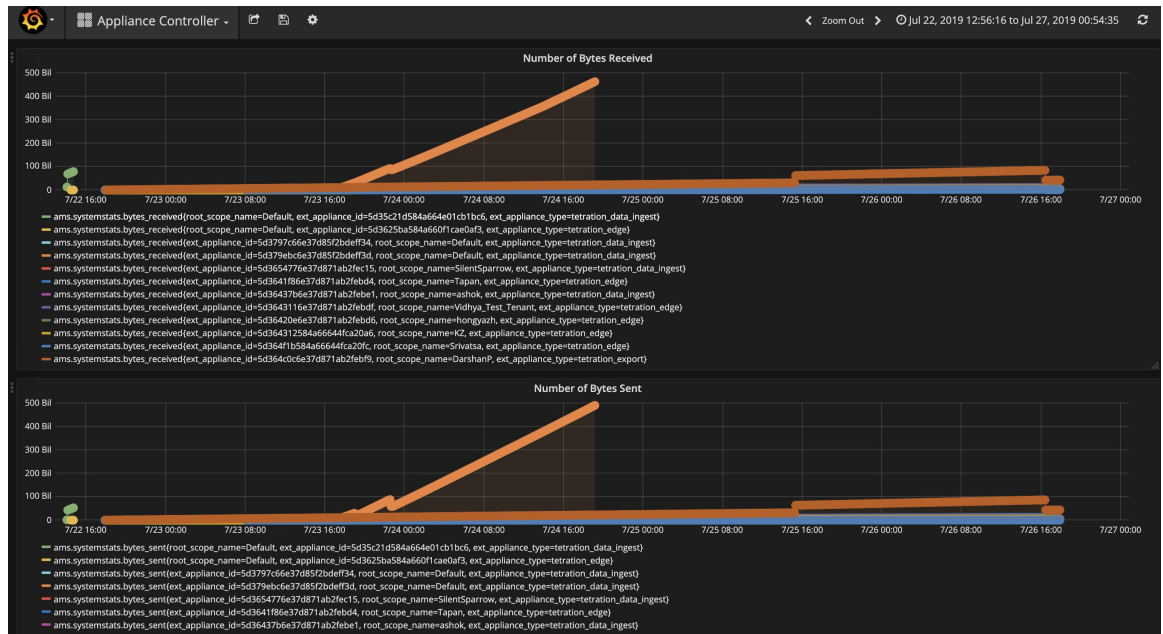 Appliance Controller
Zoom Out
Jul 22, 2019 12:56:16 to Jul 27, 2019 00:54:35
Number of Bytes Received
500 Bil
400 Bil
300 Bil
200 Bil
100 Bil
0
7/22 16:00 7/23 00:00 7/23 08:00 7/23 16:00 7/24 00:00 7/24 08:00 7/24 16:00 7/25 00:00 7/25 08:00 7/25 16:00 7/26 00:00 7/26 08:00 7/26 16:00 7/27 00:00
ams.systemstats.bytes_received{root_scope_name=Default, ext_appliance_id=5d35c21d584a664e01cb1bc6, ext_appliance_type=tetration_data_ingest}
ams.systemstats.bytes_received{root_scope_name=Default, ext_appliance_id=5d3625ba584a660f1cae0af3, ext_appliance_type=tetration_edge}
ams.systemstats.bytes_received{ext_appliance_id=5d3797c66e37d85f2bdeff34, root_scope_name=Default, ext_appliance_type=tetration_data_ingest}
ams.systemstats.bytes_received{ext_appliance_id=5d379ebc6e37d85f2bdeff3d, root_scope_name=Default, ext_appliance_type=tetration_data_ingest}
ams.systemstats.bytes_received{ext_appliance_id=5d3654776e37d871ab2fec15, root_scope_name=SilentSparrow, ext_appliance_type=tetration_data_ingest}
ams.systemstats.bytes_received{ext_appliance_id=5d3641f86e37d871ab2febd4, root_scope_name=Tapan, ext_appliance_type=tetration_edge}
ams.systemstats.bytes_received{ext_appliance_id=5d36437b6e37d871ab2febe1, root_scope_name=ashok, ext_appliance_type=tetration_data_ingest}
ams.systemstats.bytes_received{ext_appliance_id=5d3643116e37d871ab2febdf, root_scope_name=Vidhya_Test_Tenant, ext_appliance_type=tetration_edge}
ams.systemstats.bytes_received{ext_appliance_id=5d36420e6e37d871ab2febd6, root_scope_name=hongyazh, ext_appliance_type=tetration_edge}
ams.systemstats.bytes_received{ext_appliance_id=5d364312584a66644fca20a6, root_scope_name=KZ, ext_appliance_type=tetration_edge}
ams.systemstats.bytes_received{ext_appliance_id=5d364f1b584a66644fca20fc, root_scope_name=Srivatsa, ext_appliance_type=tetration_edge}
ams.systemstats.bytes_received{ext_appliance_id=5d364c0c6e37d871ab2febf9, root_scope_name=DarshanP, ext_appliance_type=tetration_export}
Number of Bytes Sent
500 Bil
400 Bil
300 Bil
200 Bil
100 Bil
0
7/22 16:00 7/23 00:00 7/23 08:00 7/23 16:00 7/24 00:00 7/24 08:00 7/24 16:00 7/25 00:00 7/25 08:00 7/25 16:00 7/26 00:00 7/26 08:00 7/26 16:00 7/27 00:00
ams.systemstats.bytes_sent{root_scope_name=Default, ext_appliance_id=5d35c21d584a664e01cb1bc6, ext_appliance_type=tetration_data_ingest}
ams.systemstats.bytes_sent{root_scope_name=Default, ext_appliance_id=5d3625ba584a660f1cae0af3, ext_appliance_type=tetration_edge}
ams.systemstats.bytes_sent{ext_appliance_id=5d3797c66e37d85f2bdeff34, root_scope_name=Default, ext_appliance_type=tetration_data_ingest}
ams.systemstats.bytes_sent{ext_appliance_id=5d379ebc6e37d85f2bdeff3d, root_scope_name=Default, ext_appliance_type=tetration_data_ingest}
ams.systemstats.bytes_sent{ext_appliance_id=5d3654776e37d871ab2fec15, root_scope_name=SilentSparrow, ext_appliance_type=tetration_data_ingest}
ams.systemstats.bytes_sent{ext_appliance_id=5d3641f86e37d871ab2febd4, root_scope_name=Tapan, ext_appliance_type=tetration_edge}
ams.systemstats.bytes_sent{ext_appliance_id=5d36437b6e37d871ab2febe1, root_scope_name=ashok, ext_appliance_type=tetration_data_ingest}